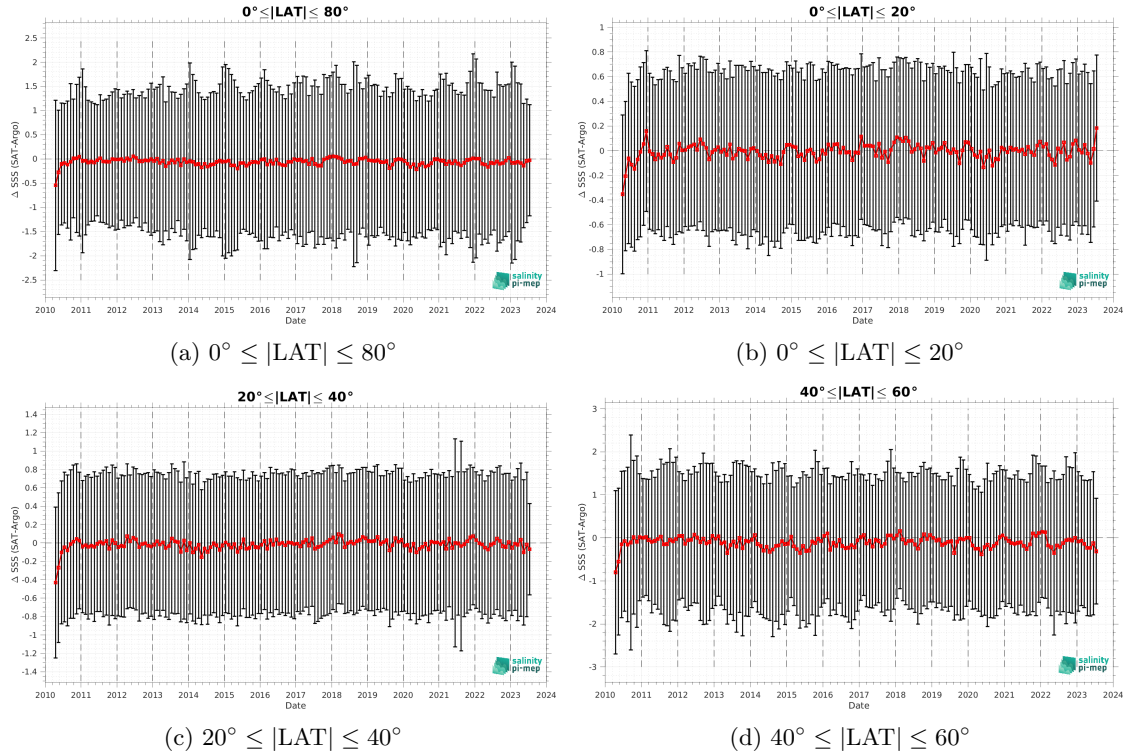 0°≤|LAT|≤ 80°
Δ SSS (SAT-Argo)
2.5
2
1.5
1
0.5
0
-0.5
-1
-1.5
-2
-2.5
salinity
pi-mep
2010 2011 2012 2013 2014 2015 2016 2017 2018 2019 2020 2021 2022 2023 2024
Date
(a) 0° ≤ |LAT| ≤ 80°
0°≤|LAT|≤ 20°
Δ SSS (SAT-Argo)
1
0.8
0.6
0.4
0.2
0
-0.2
-0.4
-0.6
-0.8
-1
salinity
pi-mep
2010 2011 2012 2013 2014 2015 2016 2017 2018 2019 2020 2021 2022 2023 2024
Date
(b) 0° ≤ |LAT| ≤ 20°
20°≤|LAT|≤ 40°
Δ SSS (SAT-Argo)
1.4
1.2
1
0.8
0.6
0.4
0.2
0
-0.2
-0.4
-0.6
-0.8
-1
-1.2
-1.4
salinity
pi-mep
2010 2011 2012 2013 2014 2015 2016 2017 2018 2019 2020 2021 2022 2023 2024
Date
(c) 20° ≤ |LAT| ≤ 40°
40°≤|LAT|≤ 60°
Δ SSS (SAT-Argo)
3
2
1
0
-1
-2
-3
salinity
pi-mep
2010 2011 2012 2013 2014 2015 2016 2017 2018 2019 2020 2021 2022 2023 2024
Date
(d) 40° ≤ |LAT| ≤ 60°